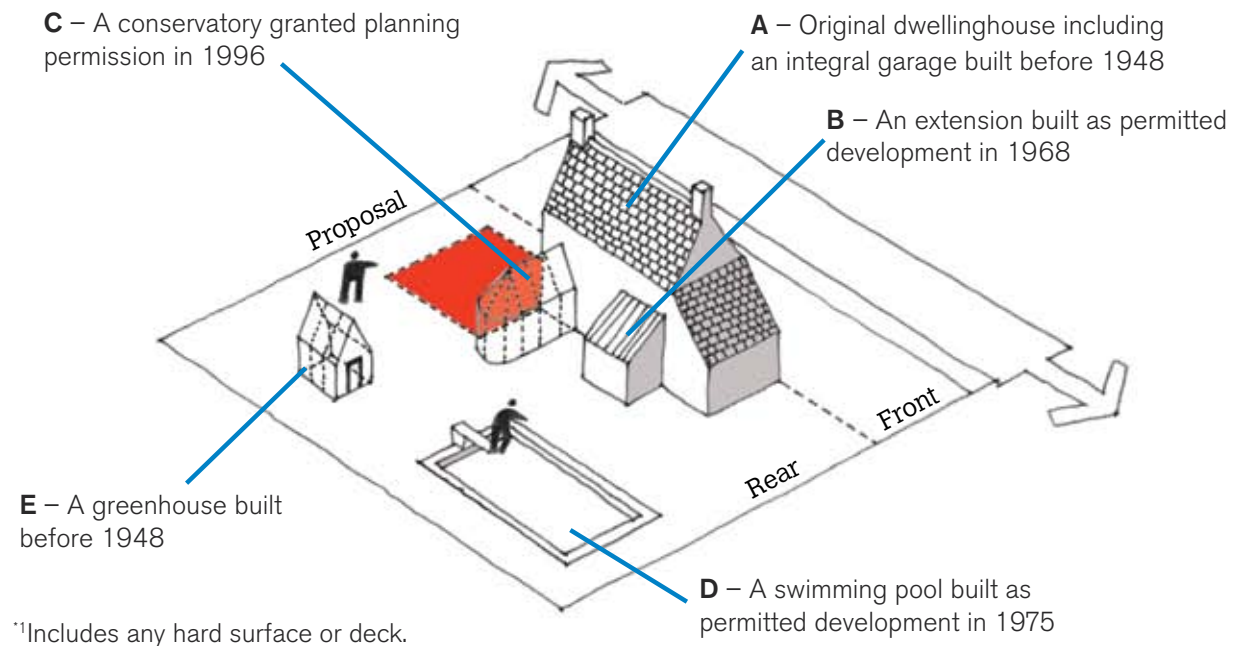 C – A conservatory granted planning
permission in 1996
A – Original dwellinghouse including
an integral garage built before 1948
B – An extension built as permitted
development in 1968
Proposal
Front
Rear
E – A greenhouse built
before 1948
D – A swimming pool built as
permitted development in 1975
*1Includes any hard surface or deck.